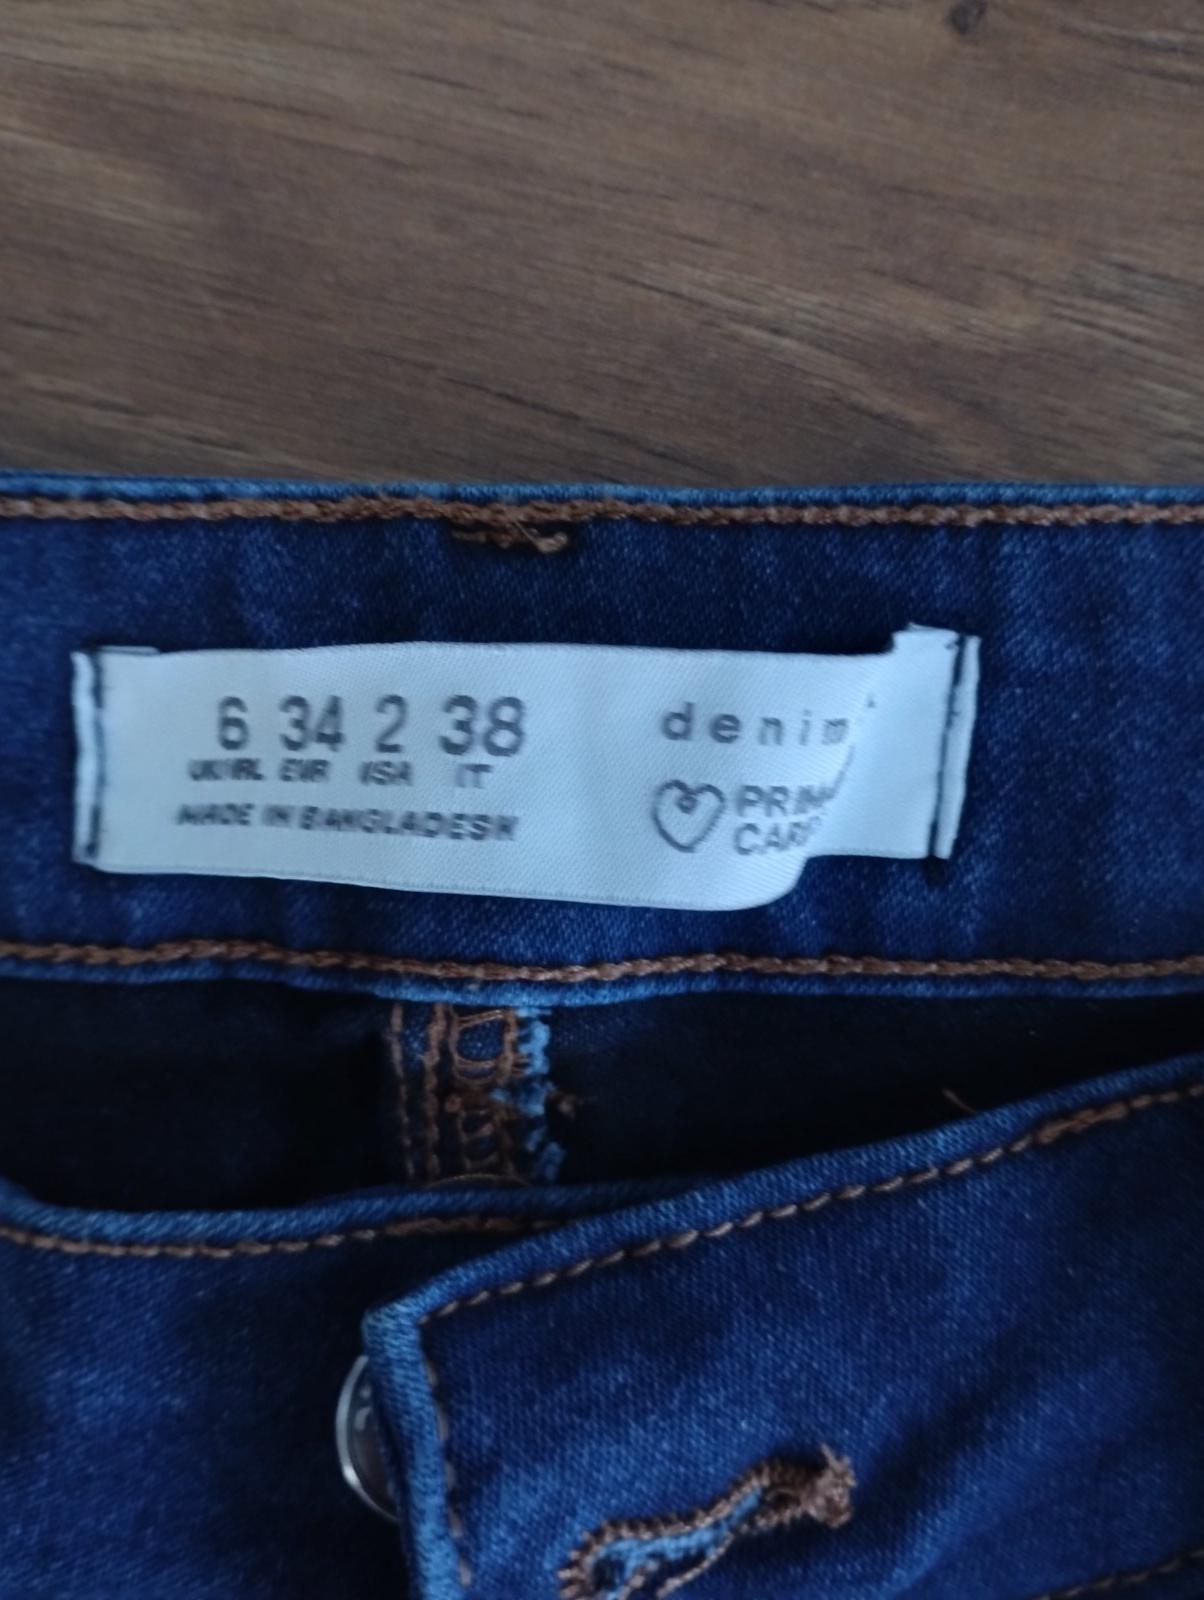 6 34 2 38
UK/IRL EUR USA IT
MADE IN BANGLADESH
denim